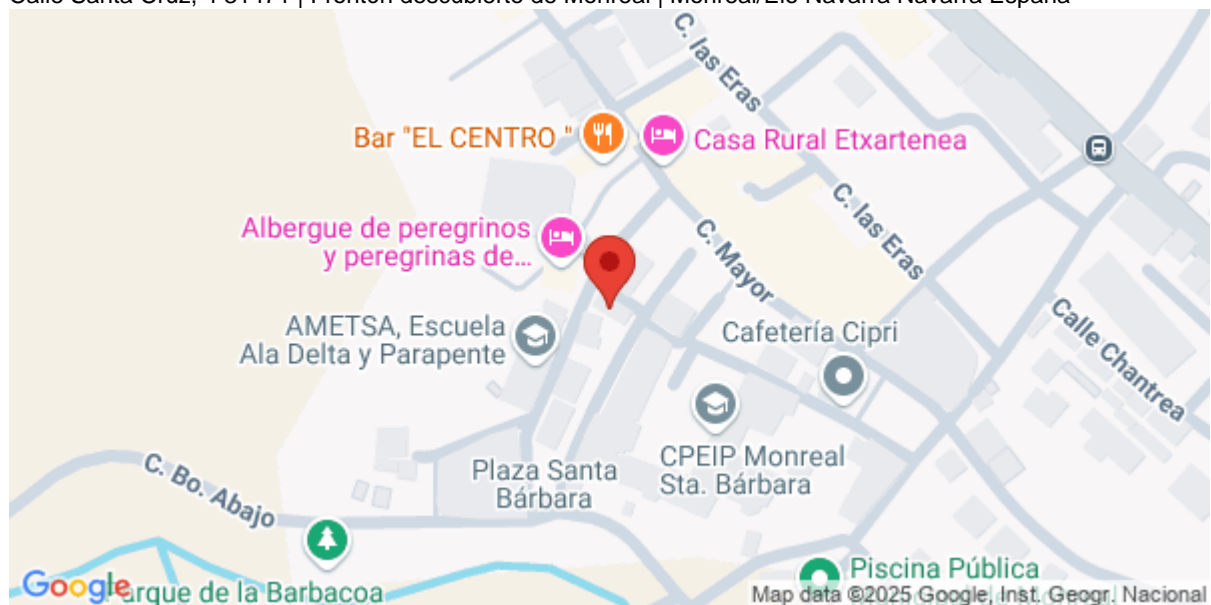 C. las Eras
Bar "EL CENTRO "
Casa Rural Etxartenea
C. las Eras
Albergue de peregrinos
y peregrinas de...
C. Mayor
AMETSA, Escuela
Ala Delta y Parapente
Cafetería Cipri
Calle Chantrea
CPEIP Monreal
Sta. Bárbara
Plaza Santa
Bárbara
C. Bo. Abajo
Piscina Pública
Google
Parque de la Barbacoa
Map data ©2025 Google, Inst. Geogr. Nacional